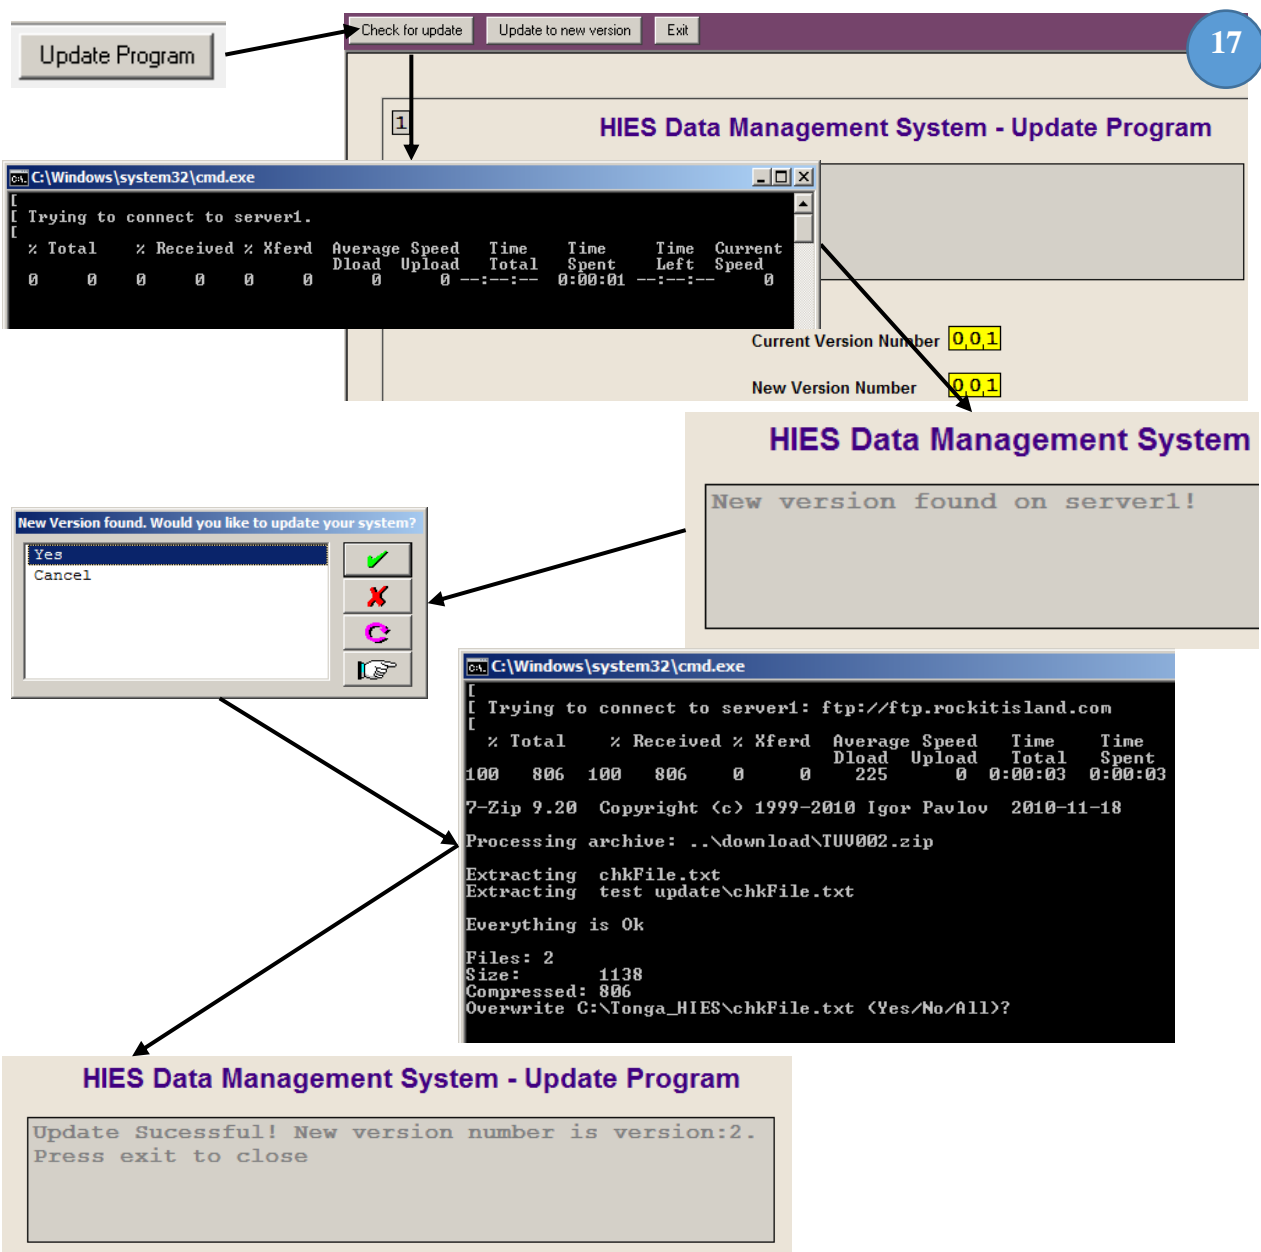 Update Program
Check for update
Update to new version
Exit
17
1
HIES Data Management System - Update Program
C:\Windows\system32\cmd.exe
[
[ Trying to connect to server1.
[
% Total % Received % Xferd Average Speed Time Time Time Current
Dload Upload Total Spent Left Speed
0 0 0 0 0 0 0 0 --:--:-- 0:00:01 --:--:-- 0
Current Version Number 0,0,1
New Version Number 0,0,1
HIES Data Management System
New version found on server1!
New Version found. Would you like to update your system?
Yes
Cancel
C:\Windows\system32\cmd.exe
[
[ Trying to connect to server1: ftp://ftp.rockitisland.com
[
% Total % Received % Xferd Average Speed Time Time
Dload Upload Total Spent
100 806 100 806 0 0 225 0 0:00:03 0:00:03
7-Zip 9.20 Copyright (c) 1999-2010 Igor Pavlov 2010-11-18
Processing archive: ..\download\TUV002.zip
Extracting chkFile.txt
Extracting test update\chkFile.txt
Everything is Ok
Files: 2
Size: 1138
Compressed: 806
Overwrite C:\Tonga_HIES\chkFile.txt (Yes/No/All)?
HIES Data Management System - Update Program
Update Sucessful! New version number is version:2.
Press exit to close